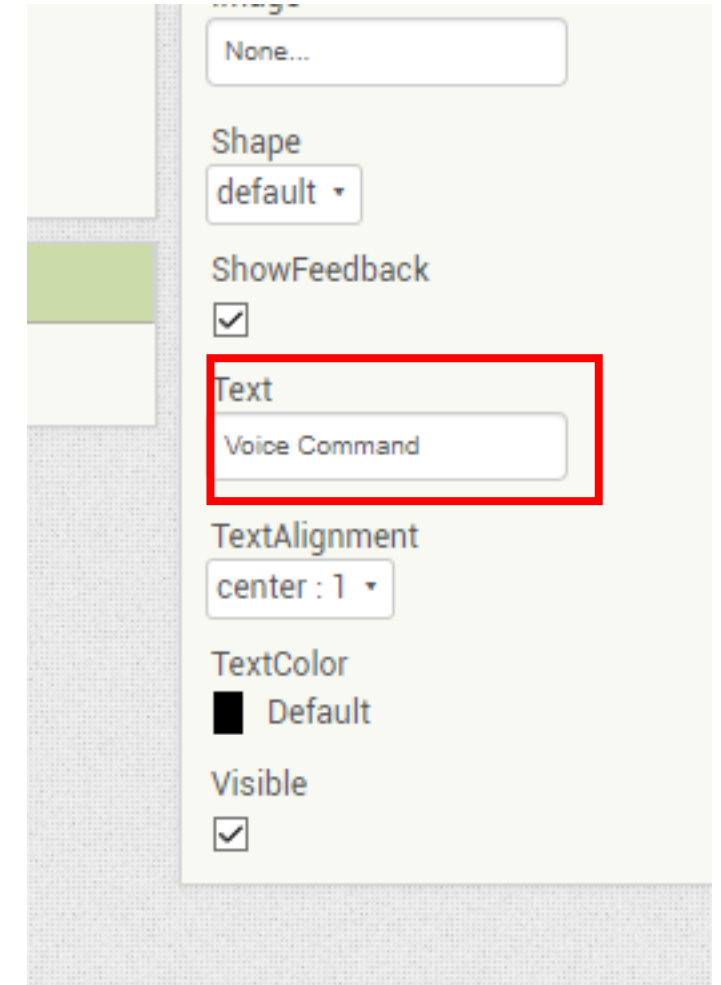 None...
Shape
default
ShowFeedback
Text
Voice Command
TextAlignment
center : 1
TextColor
Default
Visible